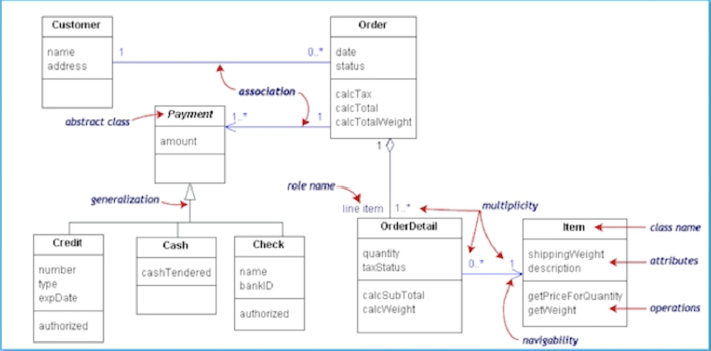 Customer
name
address
1
0..*
Order
date
status
calcTax
calcTotal
calcTotalWeight
association
abstract class
Payment
amount
1..*
1
1
generalization
role name
line item
1..*
multiplicity
Credit
number
type
expDate
authorized
Cash
cashTendered
Check
name
bankID
authorized
OrderDetail
quantity
taxStatus
calcSubTotal
calcWeight
0..*
1
Item
shippingWeight
description
getPriceForQuantity
getWeight
class name
attributes
operations
navigability